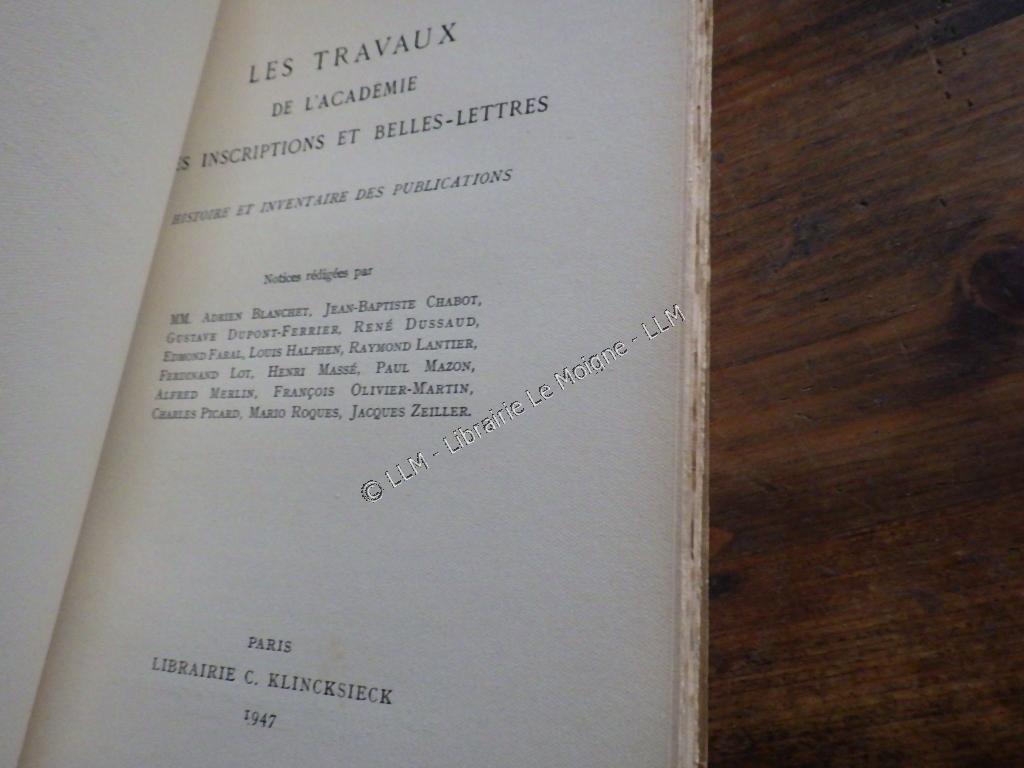 LES TRAVAUX
DE L'ACADÉMIE
ES INSCRIPTIONS ET BELLES-LETTRES
HISTOIRE ET INVENTAIRE DES PUBLICATIONS
Notices rédigées par
MM. ADRIEN BLANCHET, JEAN-BAPTISTE CHABOT,
GUSTAVE DUPONT-FERRIER, RENÉ DUSSAUD,
EDMOND FARAL, LOUIS HALPHEN, RAYMOND LANTIER,
FERDINAND LOT, HENRI MASSÉ, PAUL MAZON,
ALFRED MERLIN, FRANÇOIS OLIVIER-MARTIN,
CHARLES PICARD, MARIO ROQUES, JACQUES ZEILLER.
© LLM - Librairie Le Moigne - LLM
PARIS
LIBRAIRIE C. KLINCKSIECK
1947